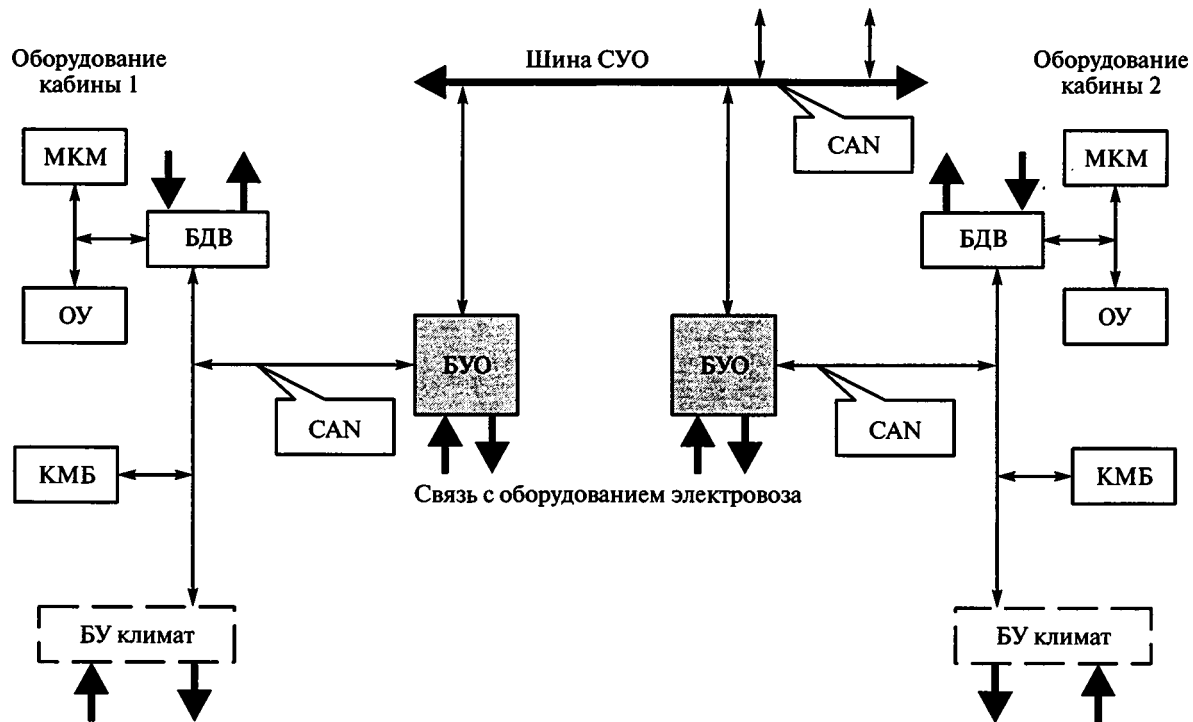 Оборудование
кабины 1
Шина СУО
Оборудование
кабины 2
МКМ
CAN
МКМ
БДВ
БДВ
ОУ
ОУ
БУО
БУО
CAN
CAN
КМБ
КМБ
Связь с оборудованием электровоза
БУ климат
БУ климат